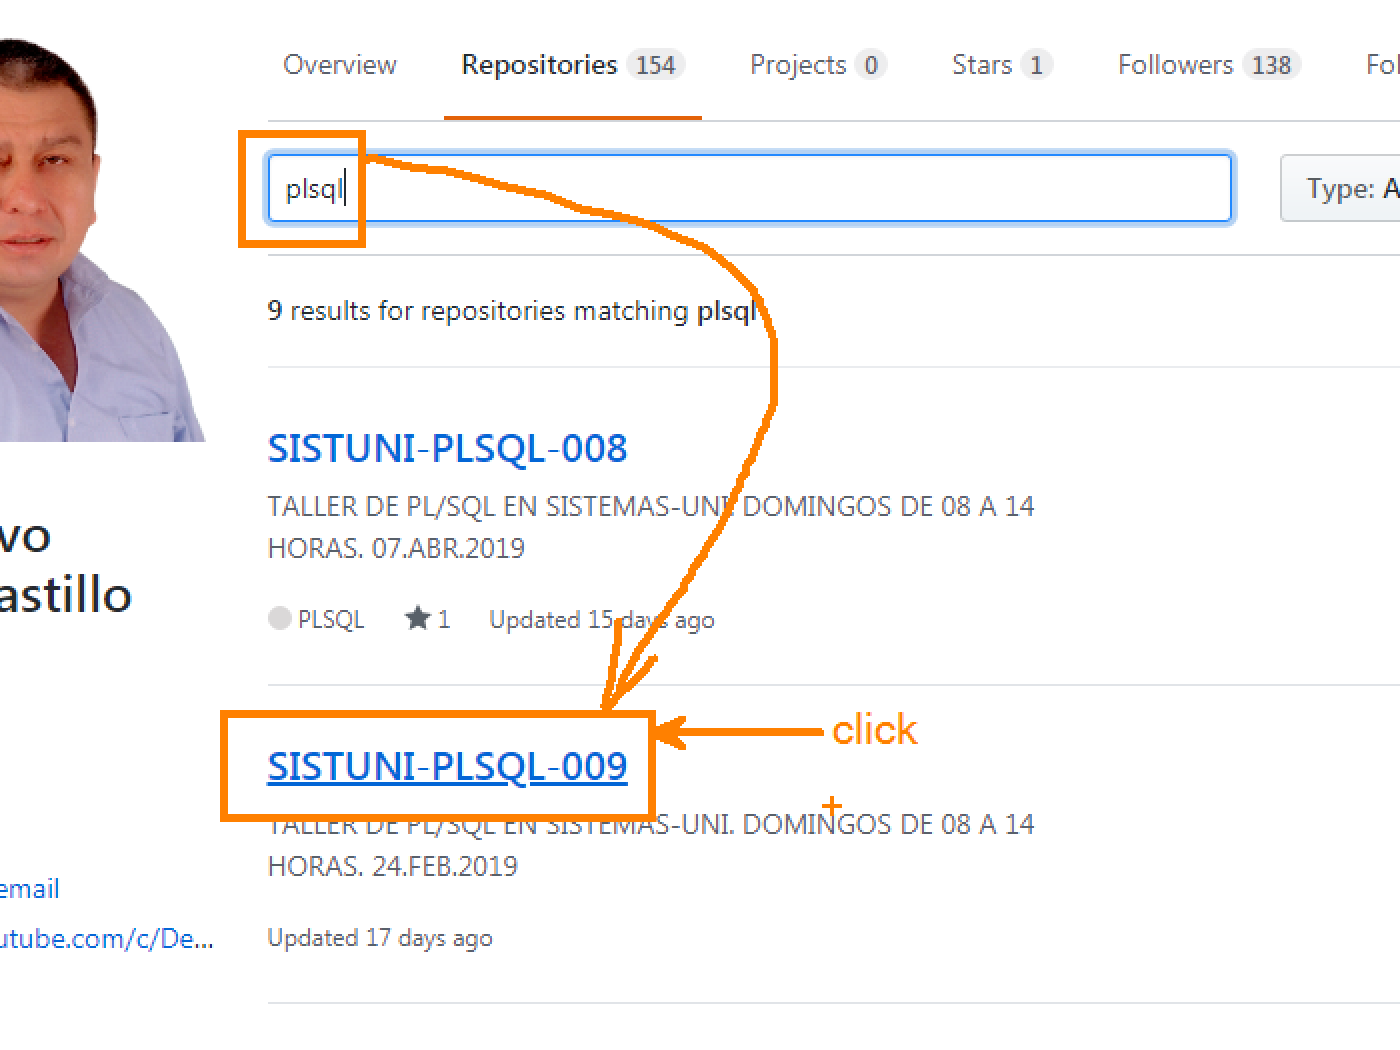 Overview Repositories 154 Projects 0 Stars 1 Followers 138 Fol
plsql Type: A
9 results for repositories matching plsql
SISTUNI-PLSQL-008
TALLER DE PL/SQL EN SISTEMAS-UNI. DOMINGOS DE 08 A 14
HORAS. 07.ABR.2019
vo
astillo
PLSQL 1 Updated 15 days ago
click
SISTUNI-PLSQL-009
TALLER DE PL/SQL EN SISTEMAS-UNI. DOMINGOS DE 08 A 14
HORAS. 24.FEB.2019
email
utube.com/c/De...
Updated 17 days ago